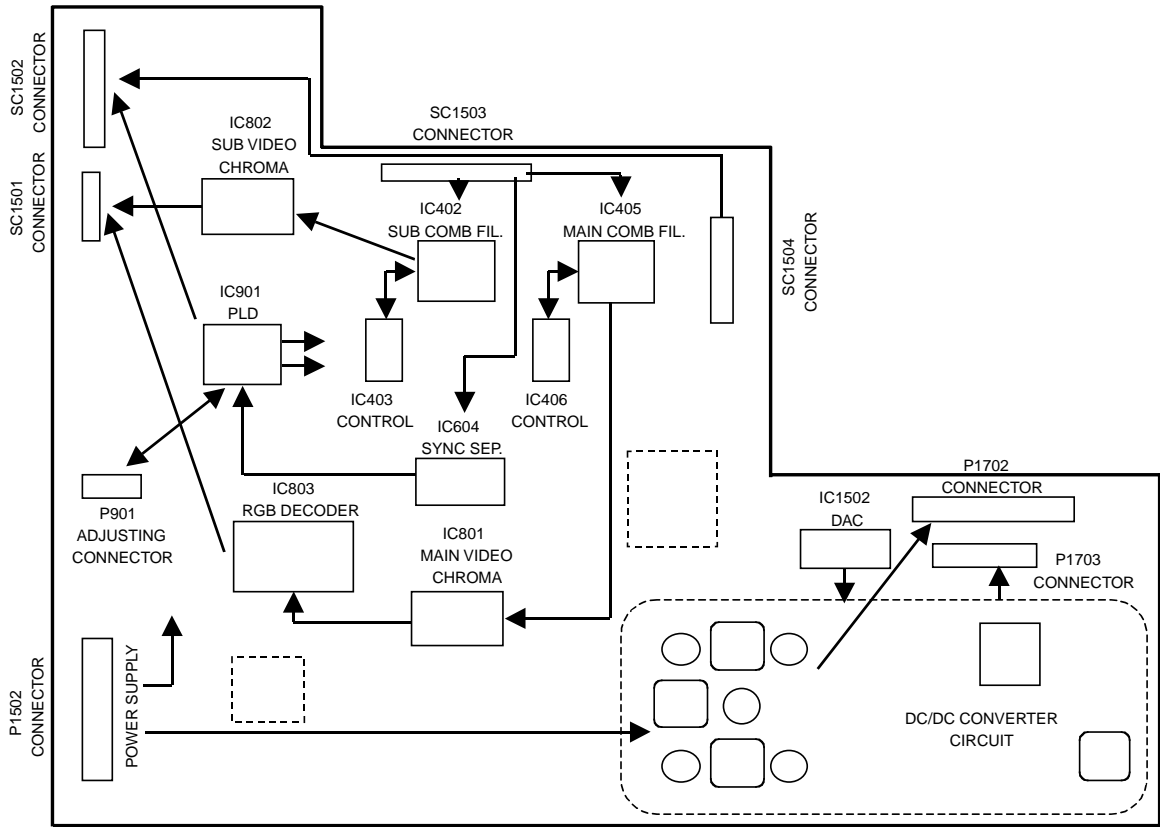 SC1502
CONNECTOR
SC1501
CONNECTOR
IC802
SUB VIDEO
CHROMA
SC1503
CONNECTOR
IC402
SUB COMB FIL.
IC405
MAIN COMB FIL.
SC1504
CONNECTOR
IC901
PLD
IC403
CONTROL
IC406
CONTROL
IC604
SYNC SEP.
P901
ADJUSTING
CONNECTOR
IC803
RGB DECODER
IC801
MAIN VIDEO
CHROMA
P1702
CONNECTOR
IC1502
DAC
P1703
CONNECTOR
P1502
CONNECTOR
POWER SUPPLY
DC/DC CONVERTER
CIRCUIT